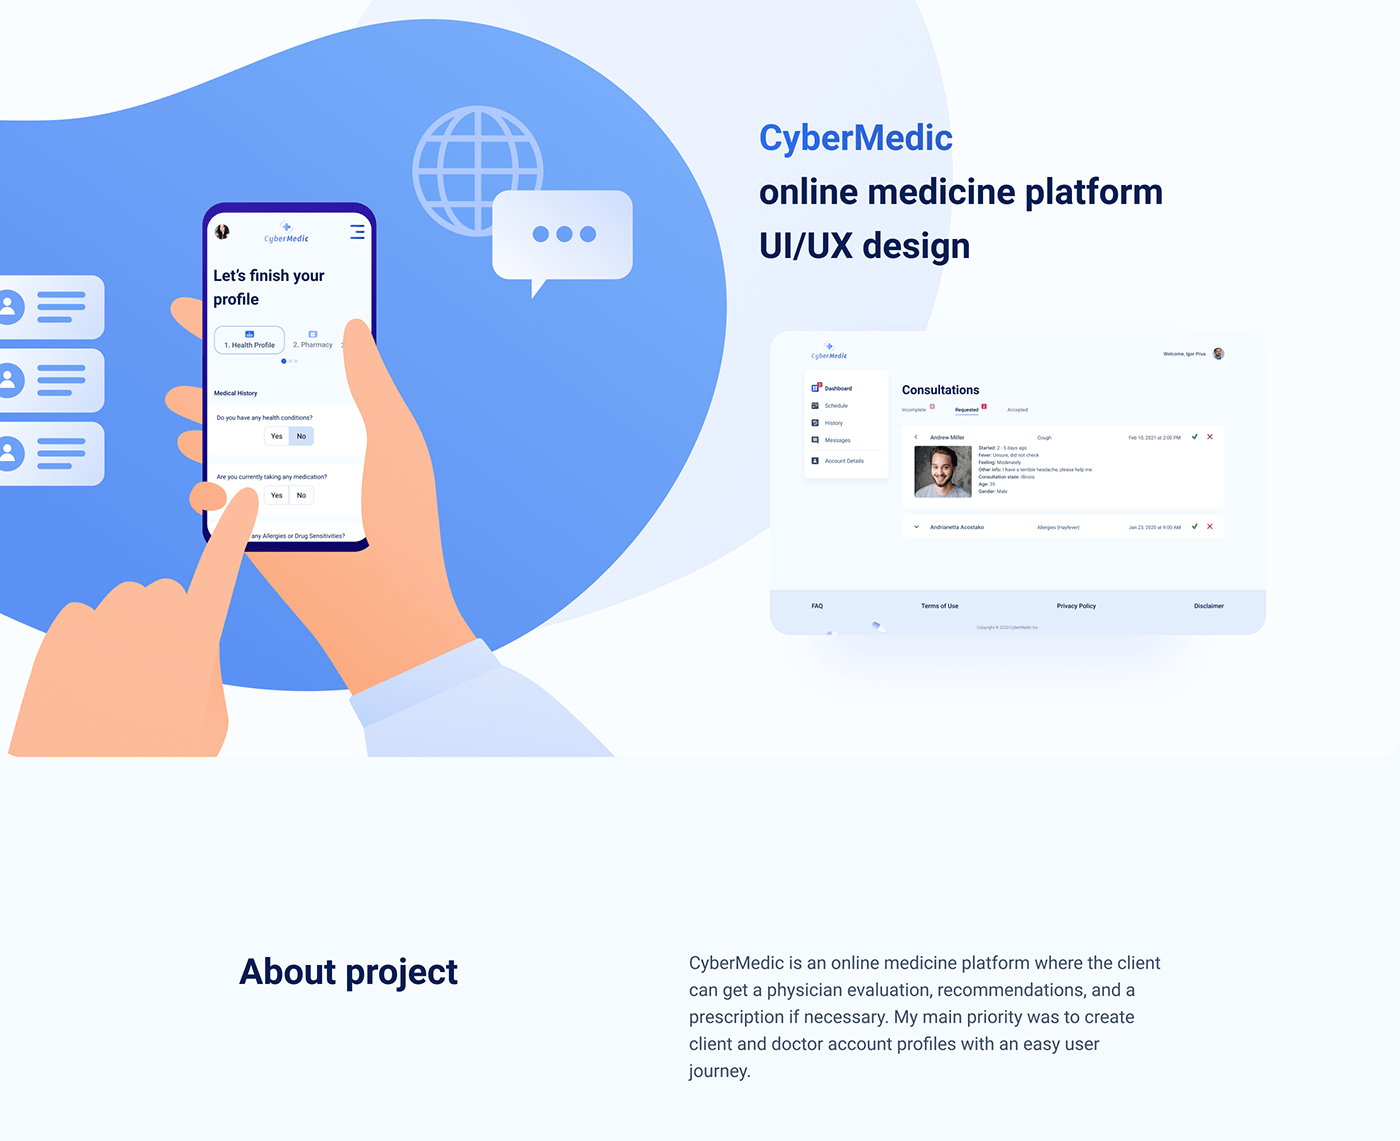 CyberMedic
online medicine platform
UI/UX design
CyberMedic
Let's finish your
profile
1. Health Profile
2. Pharmacy
Medical History
Do you have any health conditions?
Yes No
Are you currently taking any medication?
Yes No
any Allergies or Drug Sensitivities?
CyberMedic
Welcome, Igor Prius
Dashboard
Schedule
History
Messages
Account Details
Consultations
Incomplete Requested 2 Accepted
Andrew Miller Cough Feb 10, 2021 at 2:00 PM
Started: 2 - 5 days ago
Fever: Unsure, did not check
Feeling: Moderately
Other info: I have a terrible headache, please help me
Consultation state: Illinois
Age: 35
Gender: Male
Andrianetta Acostako Allergies (Hayfever) Jan 23, 2020 at 9:00 AM
FAQ Terms of Use Privacy Policy Disclaimer
Copyright © 2020 CyberMedic Inc
About project
CyberMedic is an online medicine platform where the client
can get a physician evaluation, recommendations, and a
prescription if necessary. My main priority was to create
client and doctor account profiles with an easy user
journey.